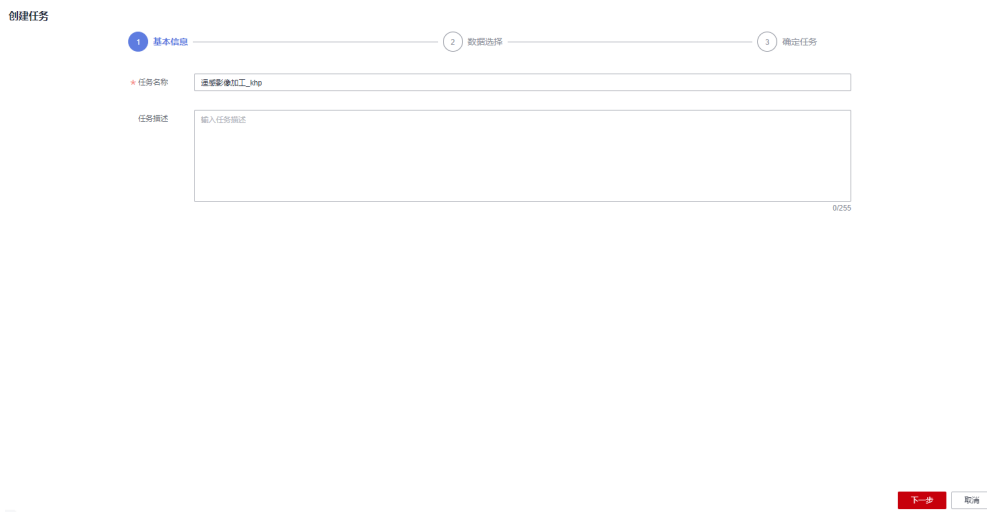 创建任务
1 基本信息 2 数据选择 3 确定任务
* 任务名称 遥感影像加工_khp
任务描述 输入任务描述
0/255
下一步 取消